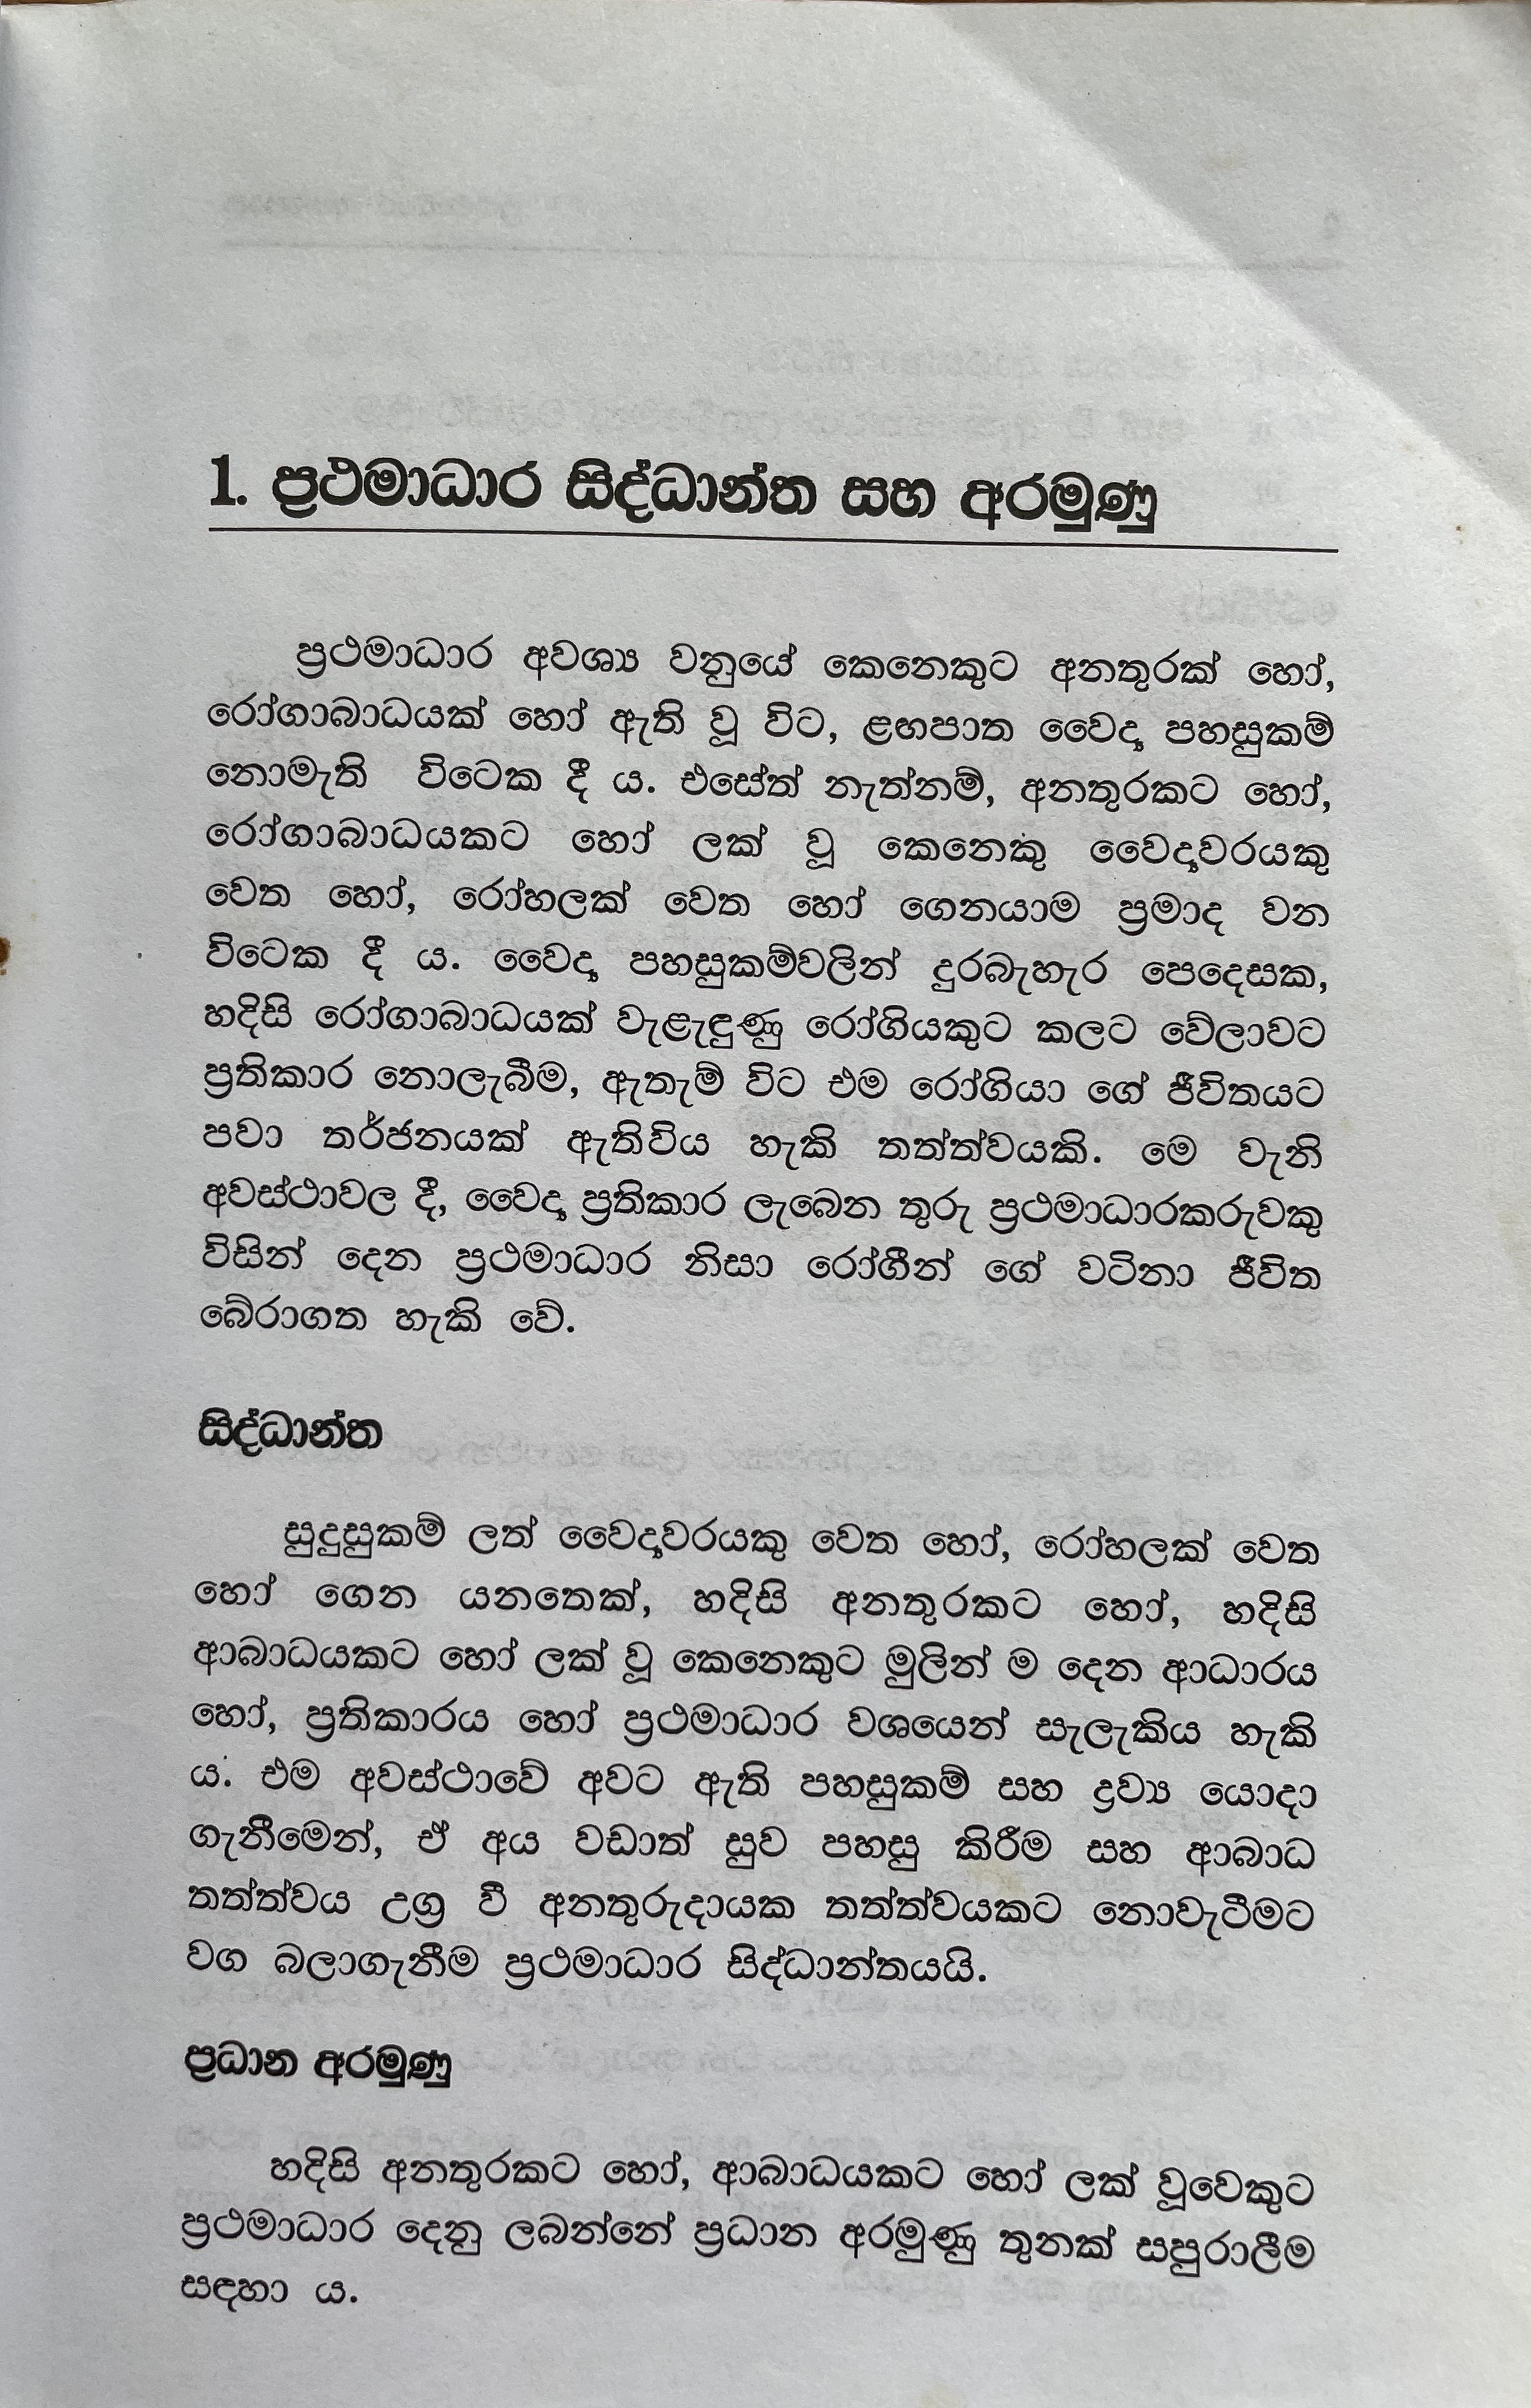 1. ප්‍රථමාධාර සිද්ධාන්ත සහ අරමුණු
ප්‍රථමාධාර අවශ්‍ය වනුයේ කෙනෙකුට අනතුරක් හෝ,
රෝගාබාධයක් හෝ ඇති වූ විට, ළඟපාත වෛද්‍ය පහසුකම්
නොමැති විටෙක දී ය. එසේත් නැත්නම්, අනතුරකට හෝ,
රෝගාබාධයකට හෝ ලක් වූ කෙනෙකු වෛද්‍යවරයකු
වෙත හෝ, රෝහලක් වෙත හෝ ගෙනයාම ප්‍රමාද වන
විටෙක දී ය. වෛද්‍ය පහසුකම්වලින් දුරබැහැර පෙදෙසක,
හදිසි රෝගාබාධයක් වැළැඳුණු රෝගියකුට කලට වේලාවට
ප්‍රතිකාර නොලැබීම, ඇතැම් විට එම රෝගියා ගේ ජීවිතයට
පවා තර්ජනයක් ඇතිවිය හැකි තත්ත්වයකි. මෙ වැනි
අවස්ථාවල දී, වෛද්‍ය ප්‍රතිකාර ලැබෙන තුරු ප්‍රථමාධාරකරුවකු
විසින් දෙන ප්‍රථමාධාර නිසා රෝගීන් ගේ වටිනා ජීවිත
බේරාගත හැකි වේ.
සිද්ධාන්ත
සුදුසුකම් ලත් වෛද්‍යවරයකු වෙත හෝ, රෝහලක් වෙත
හෝ ගෙන යනතෙක්, හදිසි අනතුරකට හෝ, හදිසි
ආබාධයකට හෝ ලක් වූ කෙනෙකුට මුලින් ම දෙන ආධාරය
හෝ, ප්‍රතිකාරය හෝ ප්‍රථමාධාර වශයෙන් සැලැකිය හැකි
ය. එම අවස්ථාවේ අවට ඇති පහසුකම් සහ ද්‍රව්‍ය යොදා
ගැනීමෙන්, ඒ අය වඩාත් සුව පහසු කිරීම සහ ආබාධ
තත්ත්වය උග්‍ර වී අනතුරුදායක තත්ත්වයකට නොවැටීමට
වග බලාගැනීම ප්‍රථමාධාර සිද්ධාන්තයයි.
ප්‍රධාන අරමුණු
හදිසි අනතුරකට හෝ, ආබාධයකට හෝ ලක් වූවෙකුට
ප්‍රථමාධාර දෙනු ලබන්නේ ප්‍රධාන අරමුණු තුනක් සපුරාලීම
සඳහා ය.